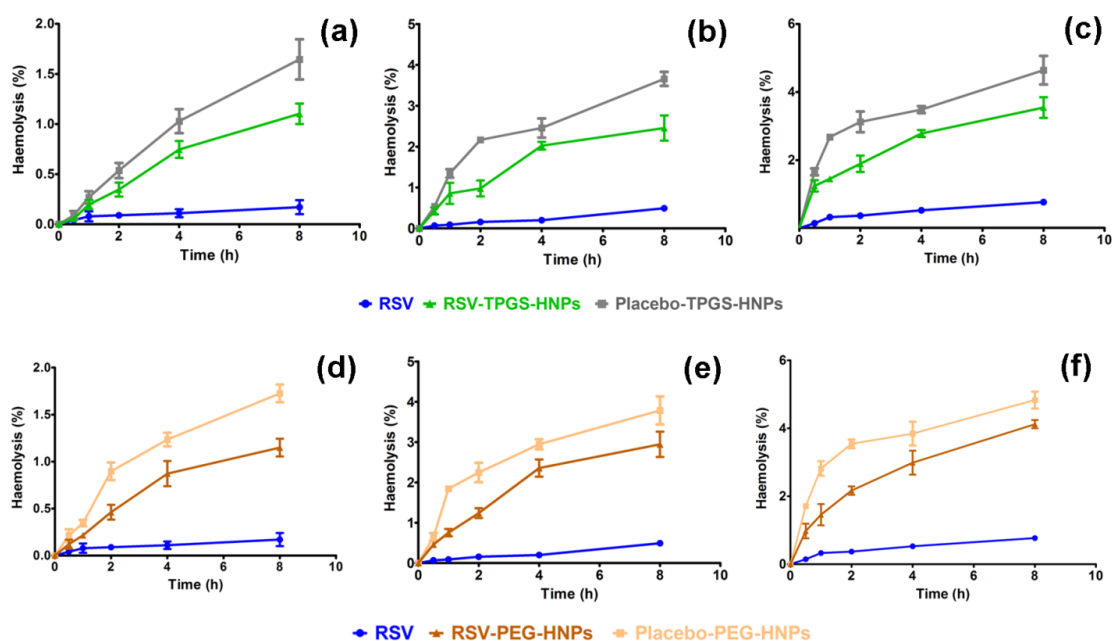 (a)
Haemolysis (%)
2.0
1.5
1.0
0.5
0.0
0 2 4 6 8 10
Time (h)
(b)
Haemolysis (%)
5
4
3
2
1
0
0 2 4 6 8 10
Time (h)
(c)
Haemolysis (%)
6
4
2
0 2 4 6 8 10
Time (h)
RSV RSV-TPGS-HNPs Placebo-TPGS-HNPs
(d)
Haemolysis (%)
2.0
1.5
1.0
0.5
0.0
0 2 4 6 8 10
Time (h)
(e)
Haemolysis (%)
5
4
3
2
1
0
0 2 4 6 8 10
Time (h)
(f)
Haemolysis (%)
6
4
2
0
0 2 4 6 8 10
Time (h)
RSV RSV-PEG-HNPs Placebo-PEG-HNPs